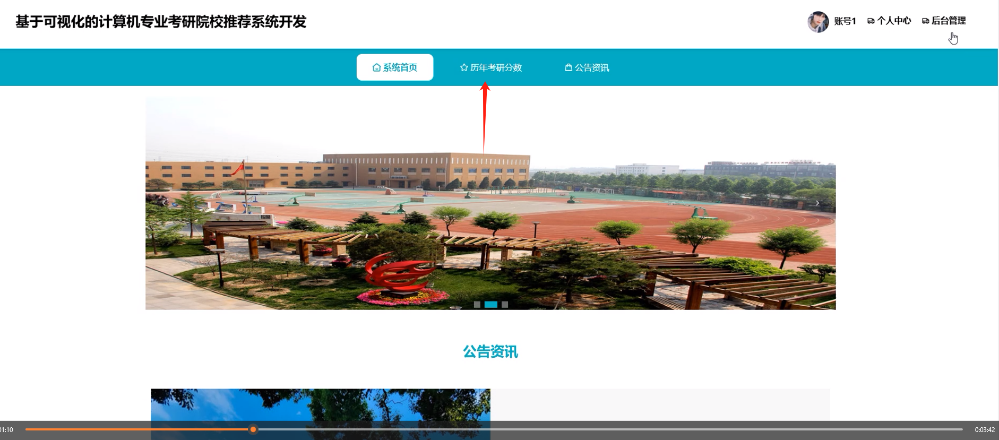 基于可视化的计算机专业考研院校推荐系统开发
账号1 个人中心 后台管理
系统首页 历年考研分数 公告资讯
公告资讯
01:10 0:03:42